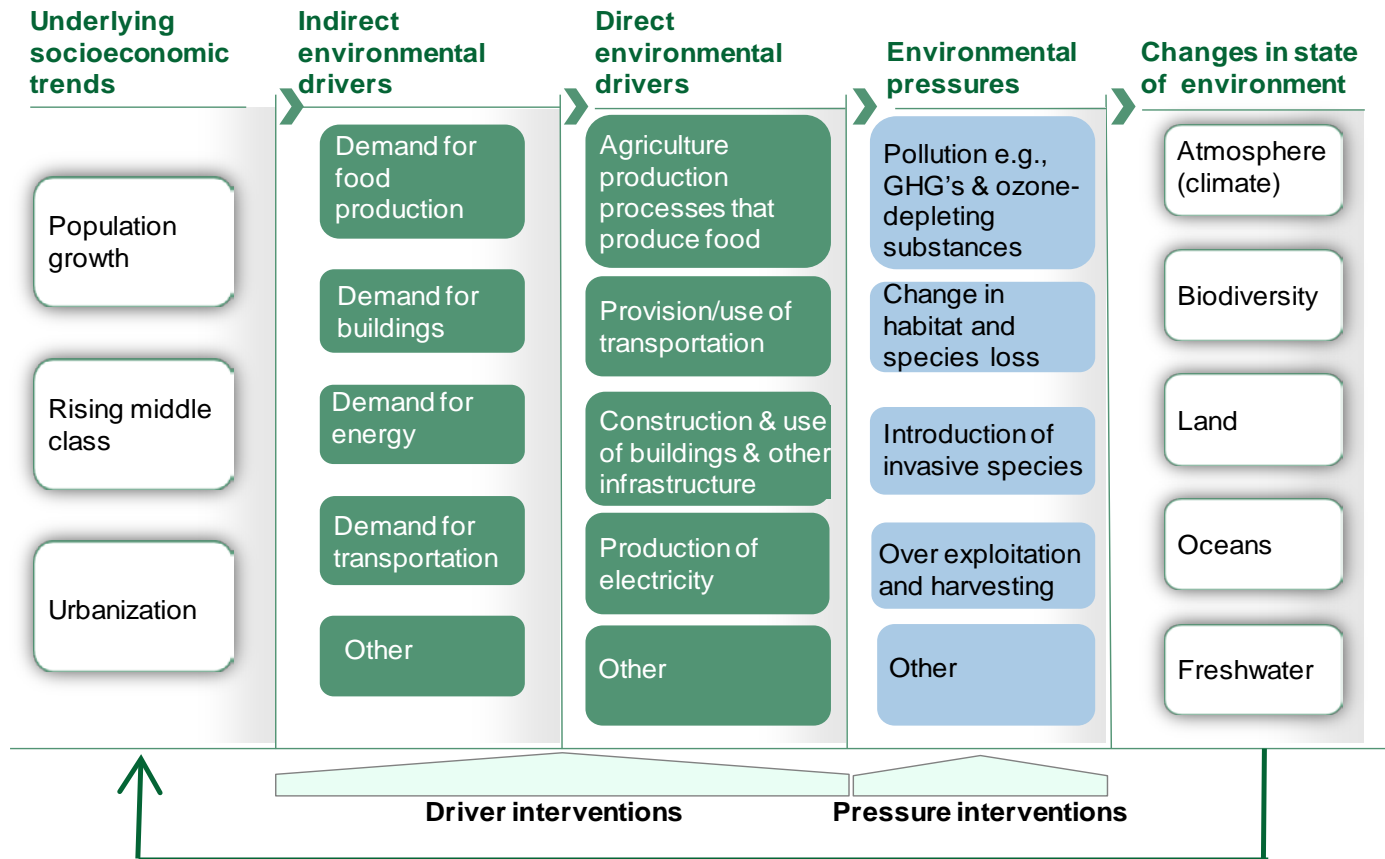 Underlying
socioeconomic
trends
Indirect
environmental
drivers
Direct
environmental
drivers
Environmental
pressures
Changes in state
of environment
Population
growth
Rising middle
class
Urbanization
Demand for
food
production
Demand for
buildings
Demand for
energy
Demand for
transportation
Other
Agriculture
production
processes that
produce food
Provision/use of
transportation
Construction & use
of buildings & other
infrastructure
Production of
electricity
Other
Pollution e.g.,
GHG's & ozone-
depleting
substances
Change in
habitat and
species loss
Introduction of
invasive species
Over exploitation
and harvesting
Other
Atmosphere
(climate)
Biodiversity
Land
Oceans
Freshwater
Driver interventions
Pressure interventions